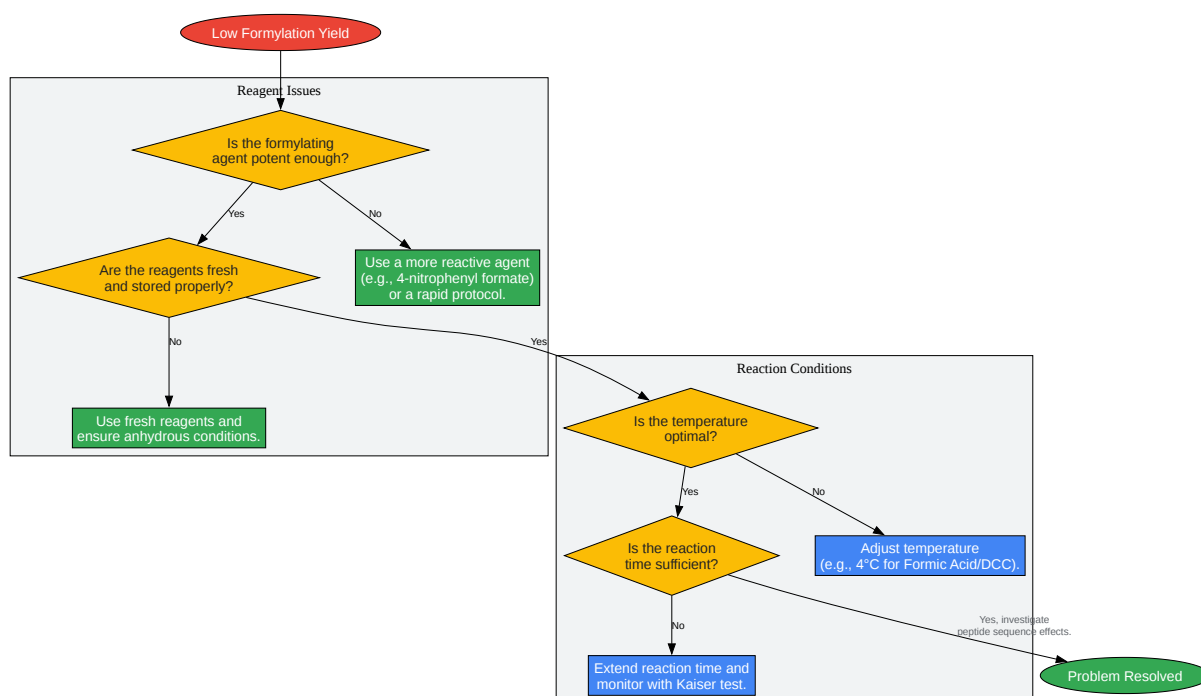 Low Formylation Yield
Reagent Issues
Is the formylating
agent potent enough?
Yes
No
Are the reagents fresh
and stored properly?
Use a more reactive agent
(e.g., 4-nitrophenyl formate)
or a rapid protocol.
No
Yes
Reaction Conditions
Use fresh reagents and
ensure anhydrous conditions.
Is the temperature
optimal?
Yes
No
Is the reaction
time sufficient?
Adjust temperature
(e.g., 4°C for Formic Acid/DCC).
No
Yes, investigate
peptide sequence effects.
Extend reaction time and
monitor with Kaiser test.
Problem Resolved